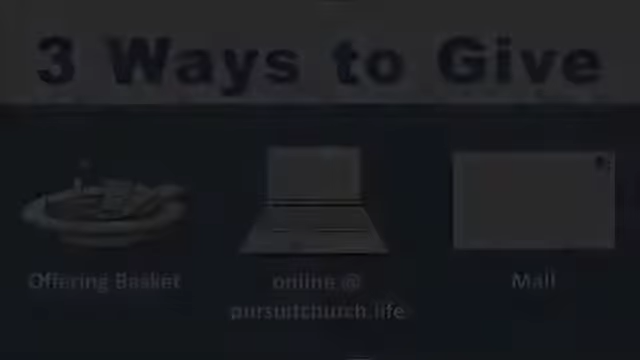 3 Ways to Give
Offering Basket
online @
pursuitchurch.life
Mail